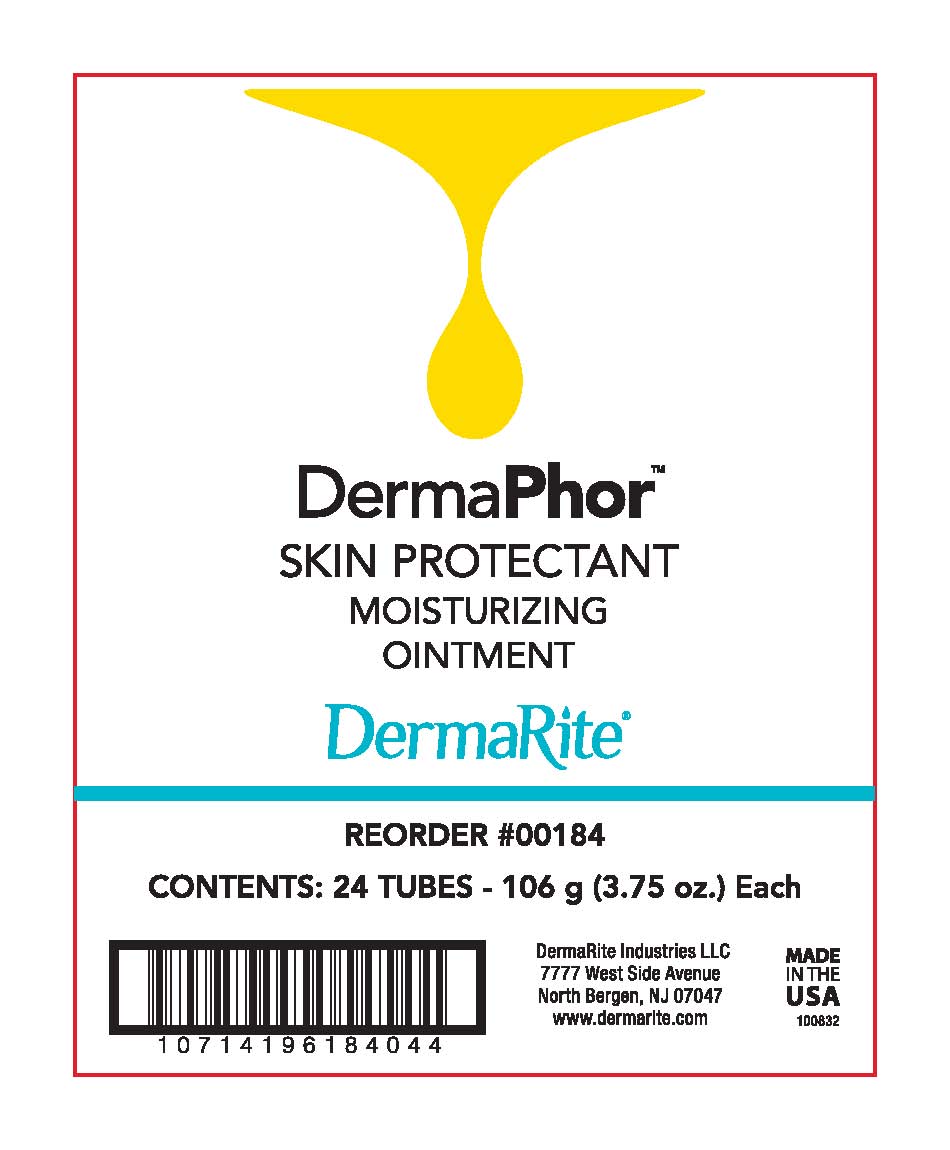 DermaPhor™
SKIN PROTECTANT
MOISTURIZING
OINTMENT
DermaRite®
REORDER #00184
CONTENTS: 24 TUBES - 106 g (3.75 oz.) Each
10714196184044
DermaRite Industries LLC
7777 West Side Avenue
North Bergen, NJ 07047
www.dermarite.com
MADE
IN THE
USA
100832